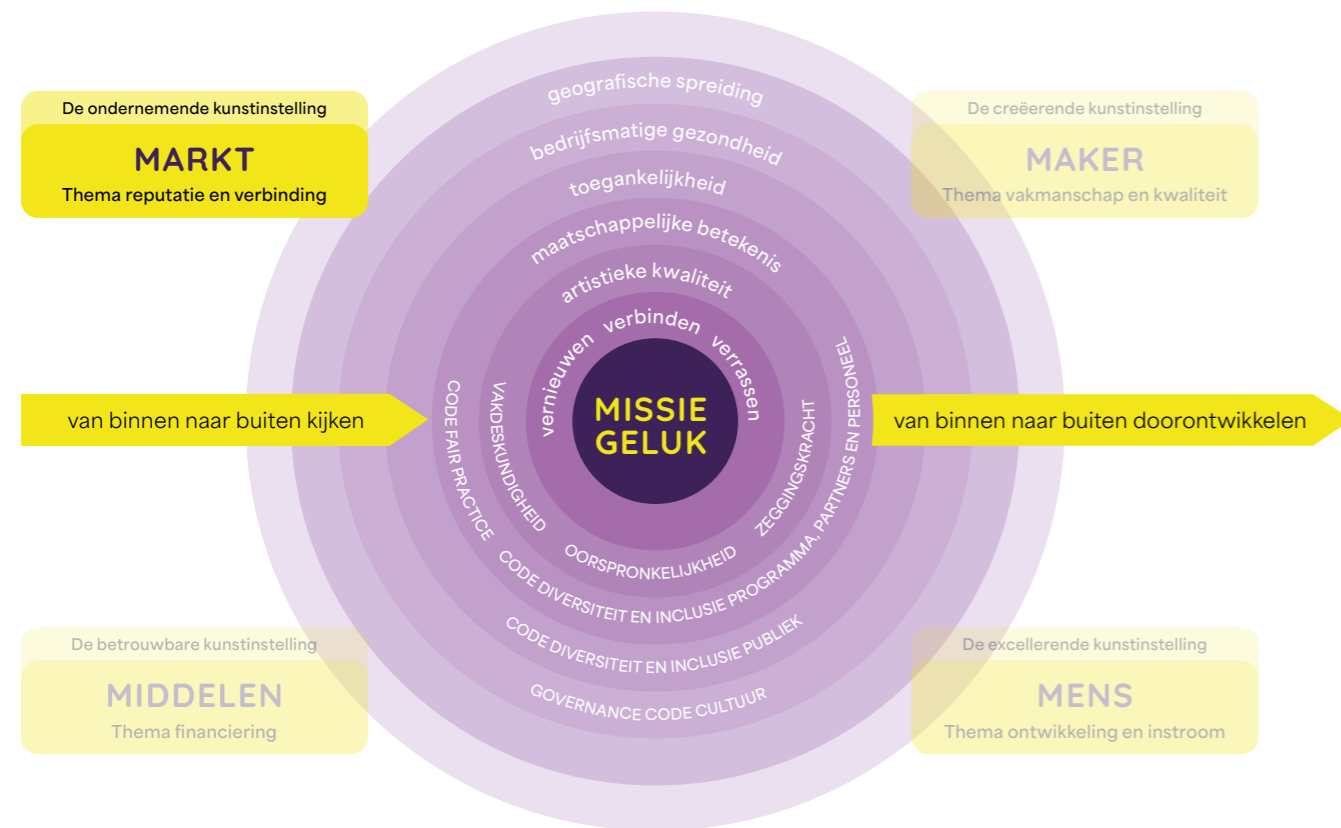 De ondernemende kunstinstelling
MARKT
Thema reputatie en verbinding
De creëerende kunstinstelling
MAKER
Thema vakmanschap en kwaliteit
geografische spreiding
bedrijfsmatige gezondheid
toegankelijkheid
maatschappelijke betekenis
artistieke kwaliteit
vernieuwen verbinden verrassen
MISSIE
GELUK
van binnen naar buiten kijken
van binnen naar buiten doorontwikkelen
VAKDESKUNDIGHEID
OORSPRONKELIJKHEID
ZEGGINGSKRACHT
CODE FAIR PRACTICE
CODE DIVERSITEIT EN INCLUSIE PROGRAMMA, PARTNERS EN PERSONEEL
CODE DIVERSITEIT EN INCLUSIE PUBLIEK
GOVERNANCE CODE CULTUUR
De betrouwbare kunstinstelling
MIDDELEN
Thema financiering
De excellerende kunstinstelling
MENS
Thema ontwikkeling en instroom